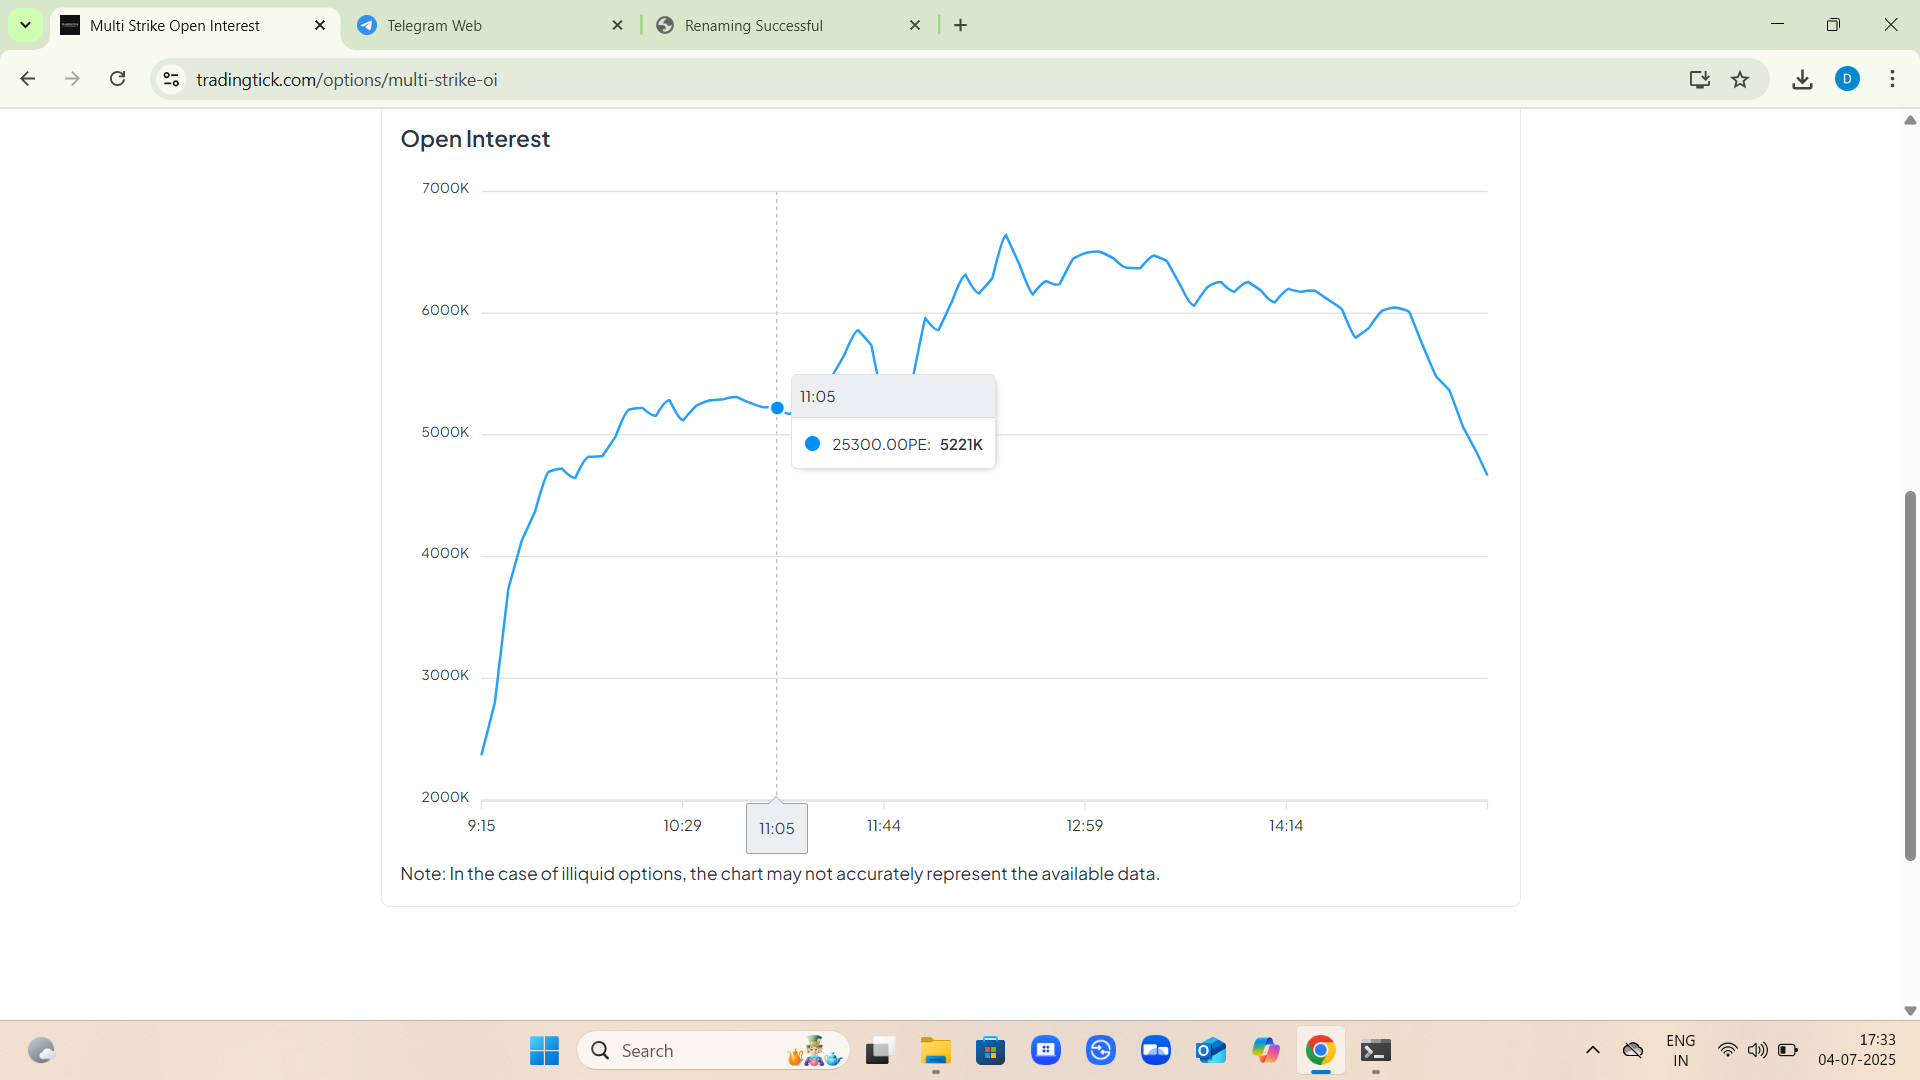 Multi Strike Open Interest
Telegram Web
Renaming Successful
tradingtick.com/options/multi-strike-oi
D
Open Interest
7000K
6000K
5000K
4000K
3000K
2000K
11:05
25300.00PE: 5221K
9:15
10:29
11:05
11:44
12:59
14:14
Note: In the case of illiquid options, the chart may not accurately represent the available data.
Search
ENG
IN
17:33
04-07-2025